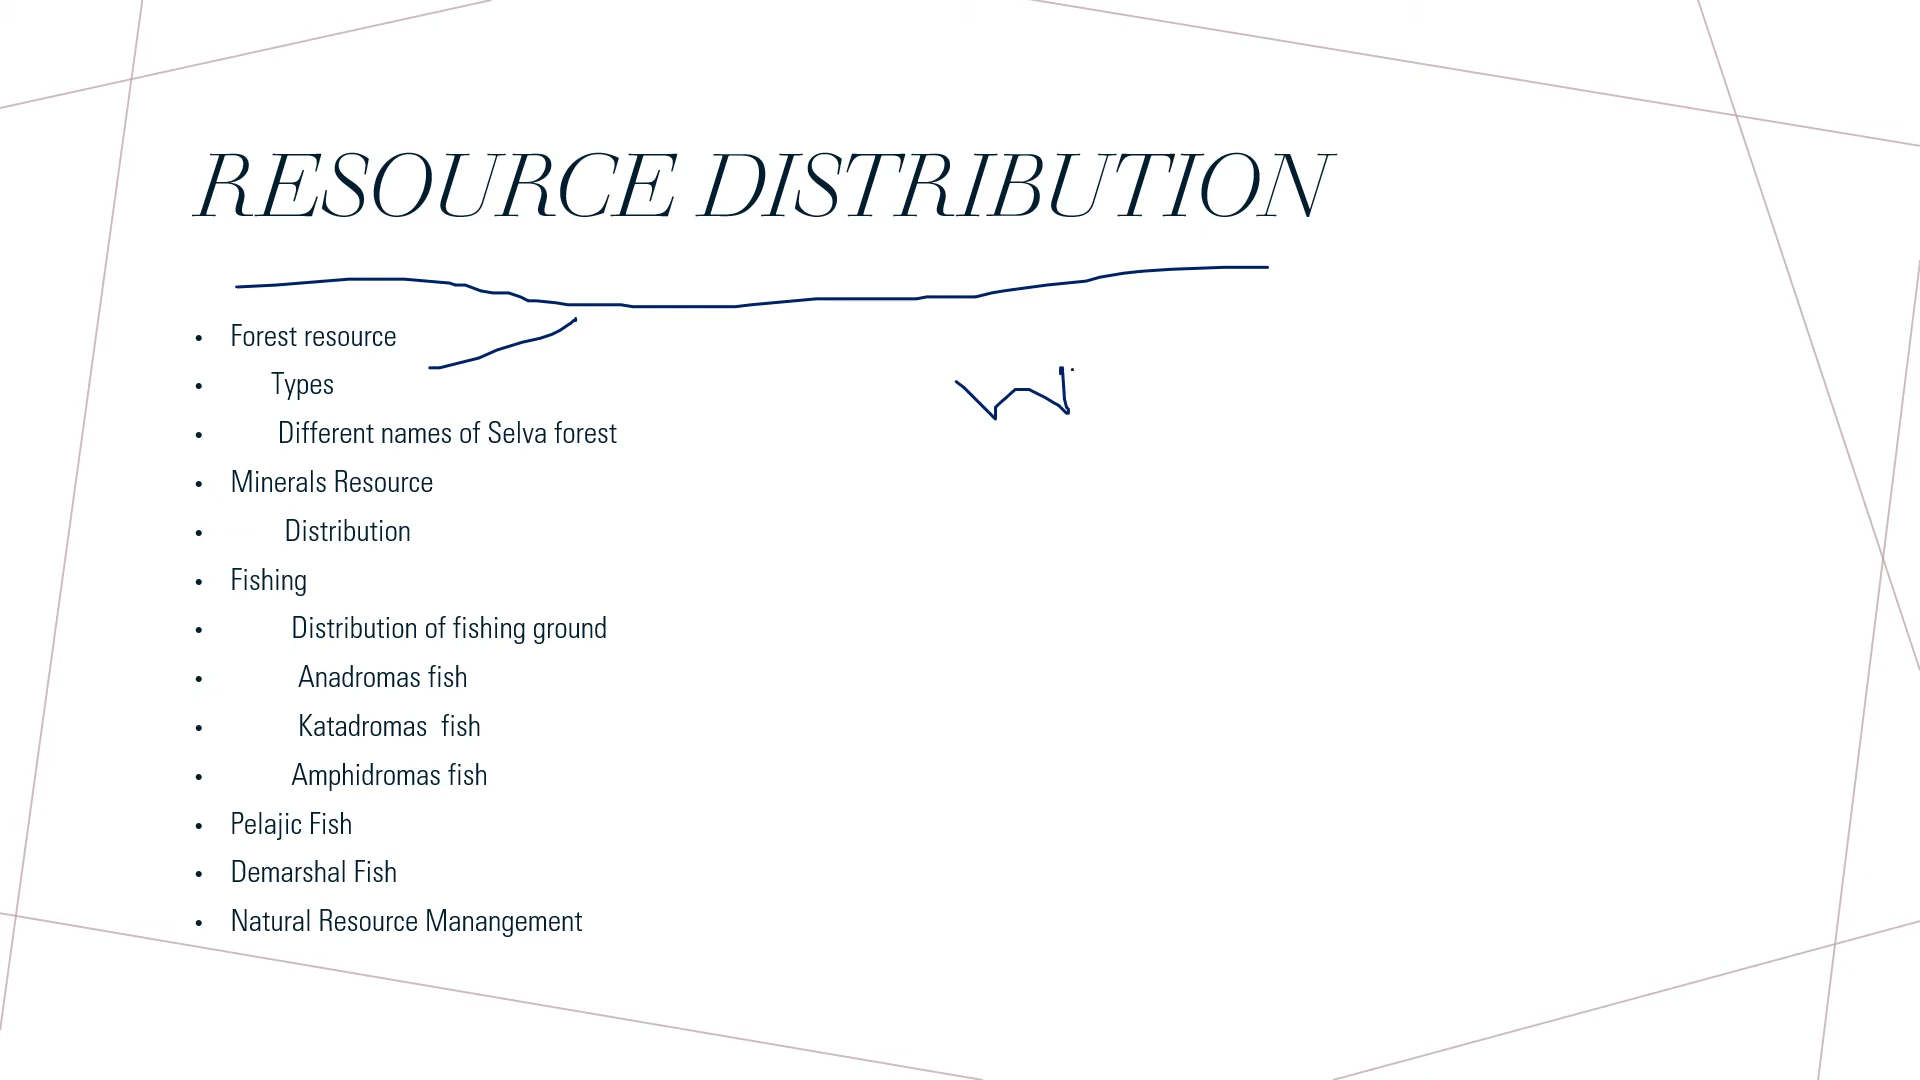 RESOURCE DISTRIBUTION
• Forest resource
• Types
• Different names of Selva forest
• Minerals Resource
• Distribution
• Fishing
• Distribution of fishing ground
• Anadromas fish
• Katadromas fish
• Amphidromas fish
• Pelajic Fish
• Demarshal Fish
• Natural Resource Manangement